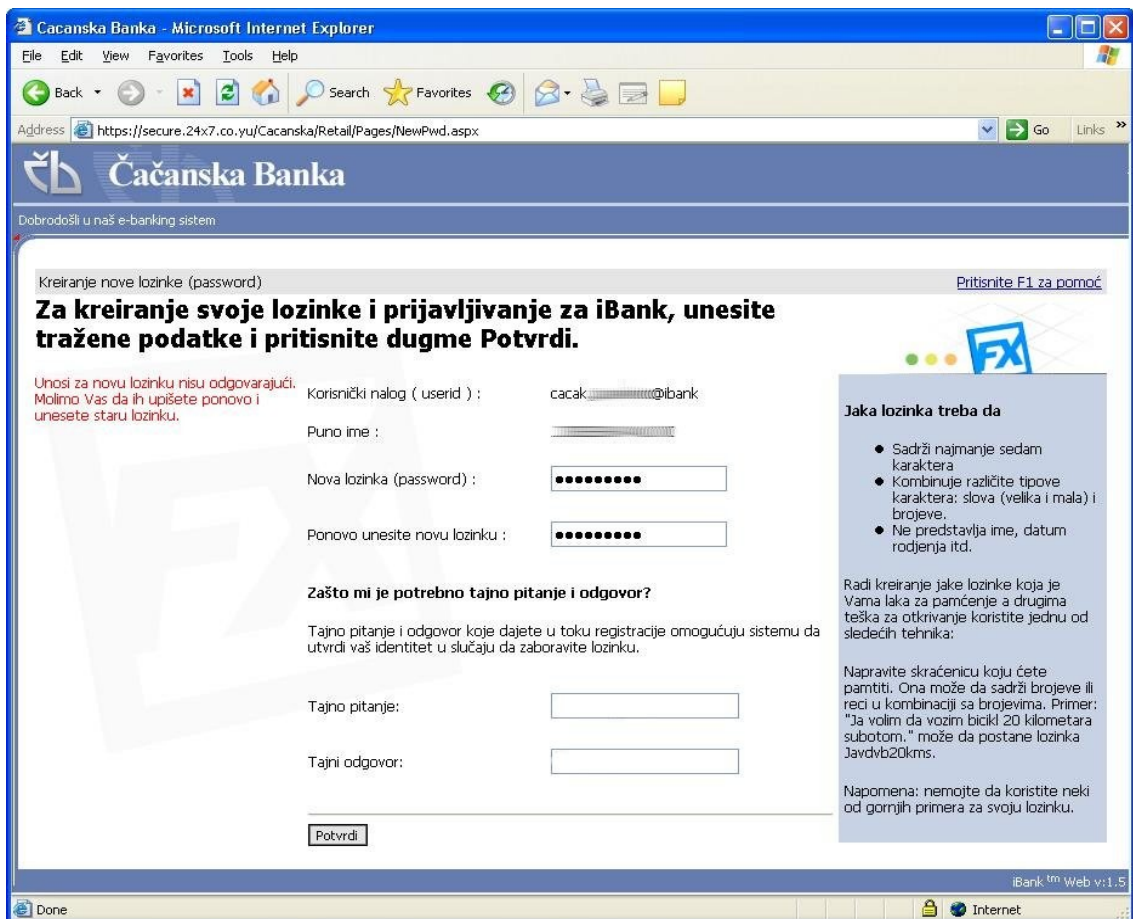 Cacanska Banka - Microsoft Internet Explorer
File Edit View Favorites Tools Help
Back Search Favorites
Address https://secure.24x7.co.yu/Cacanska/Retail/Pages/NewPwd.aspx Go Links »
čb Čačanska Banka
Dobrodošli u naš e-banking sistem
Kreiranje nove lozinke (password) Pritisnite F1 za pomoć
Za kreiranje svoje lozinke i prijavljivanje za iBank, unesite
tražene podatke i pritisnite dugme Potvrdi.
FX
Unosi za novu lozinku nisu odgovarajući.
Molimo Vas da ih upišete ponovo i
unesete staru lozinku.
Korisnički nalog ( userid ) : cacak @ibank
Puno ime :
Nova lozinka (password) : •••••••••
Ponovo unesite novu lozinku : •••••••••
Zašto mi je potrebno tajno pitanje i odgovor?
Tajno pitanje i odgovor koje dajete u toku registracije omogućuju sistemu da
utvrdi vaš identitet u slučaju da zaboravite lozinku.
Tajno pitanje:
Tajni odgovor:
Potvrdi
Jaka lozinka treba da
• Sadrži najmanje sedam
karaktera
• Kombinuje različite tipove
karaktera: slova (velika i mala) i
brojeve.
• Ne predstavlja ime, datum
rodjenja itd.
Radi kreiranje jake lozinke koja je
Vama laka za pamćenje a drugima
teška za otkrivanje koristite jednu od
sledećih tehnika:
Napravite skraćenicu koju ćete
pamtiti. Ona može da sadrži brojeve ili
reci u kombinaciji sa brojevima. Primer:
"Ja volim da vozim bicikl 20 kilometara
subotom." može da postane lozinka
Javdvb20kms.
Napomena: nemojte da koristite neki
od gornjih primera za svoju lozinku.
FX
iBank tm Web v:1.5
Done Internet